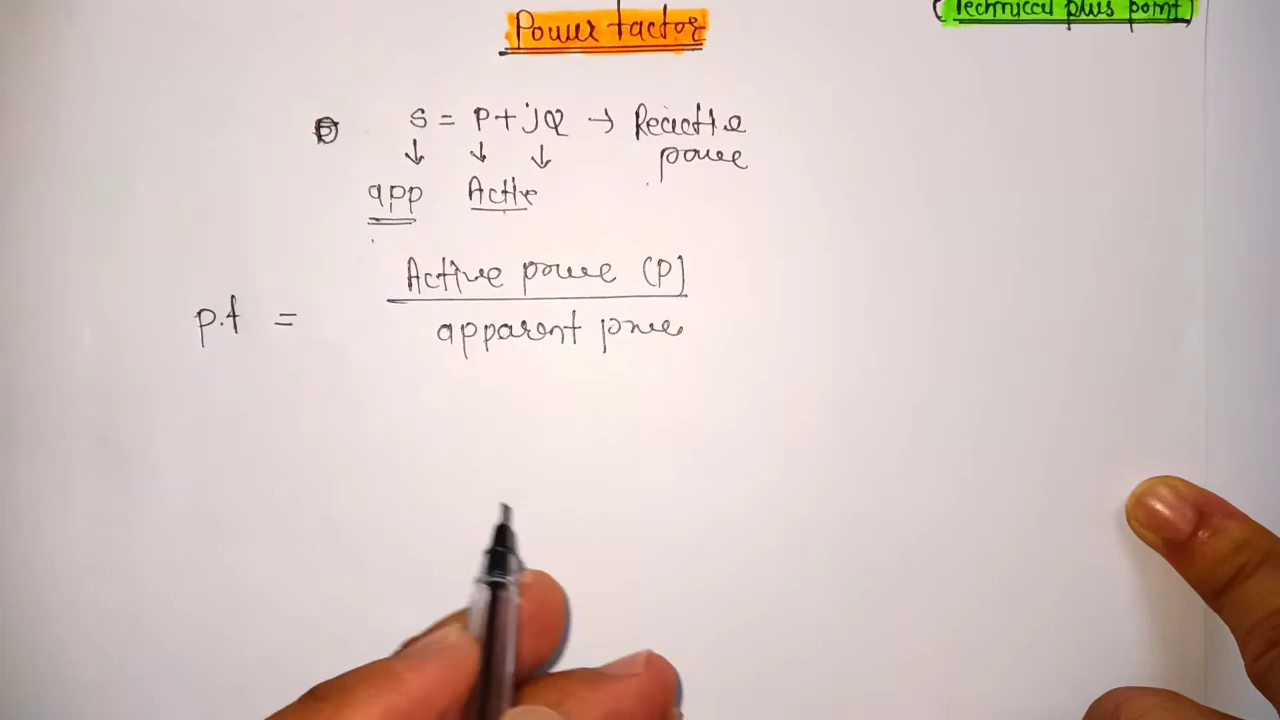 Power factor
(Technical plus point)
S = P + jQ → Reactive
power
↓ ↓ ↓
app Active
Active power (P)
p.f =
apparent power